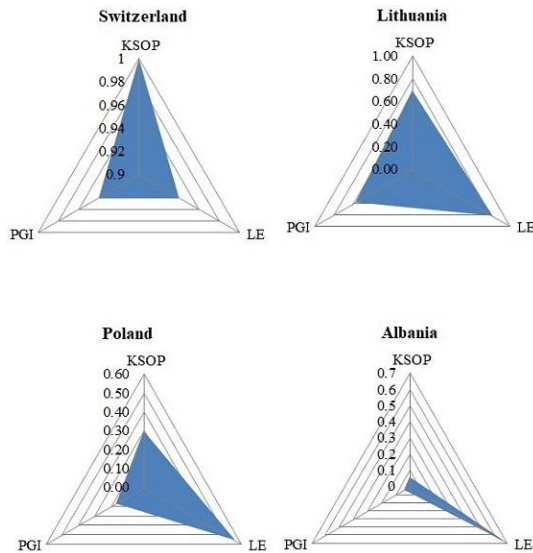 Switzerland
KSOP
1
0.98
0.96
0.94
0.92
0.9
PGI
LE
Lithuania
KSOP
1.00
0.80
0.60
0.40
0.20
0.00
PGI
LE
Poland
KSOP
0.60
0.50
0.40
0.30
0.20
0.10
0.00
PGI
LE
Albania
KSOP
0.7
0.6
0.5
0.4
0.3
0.2
0.1
0
PGI
LE